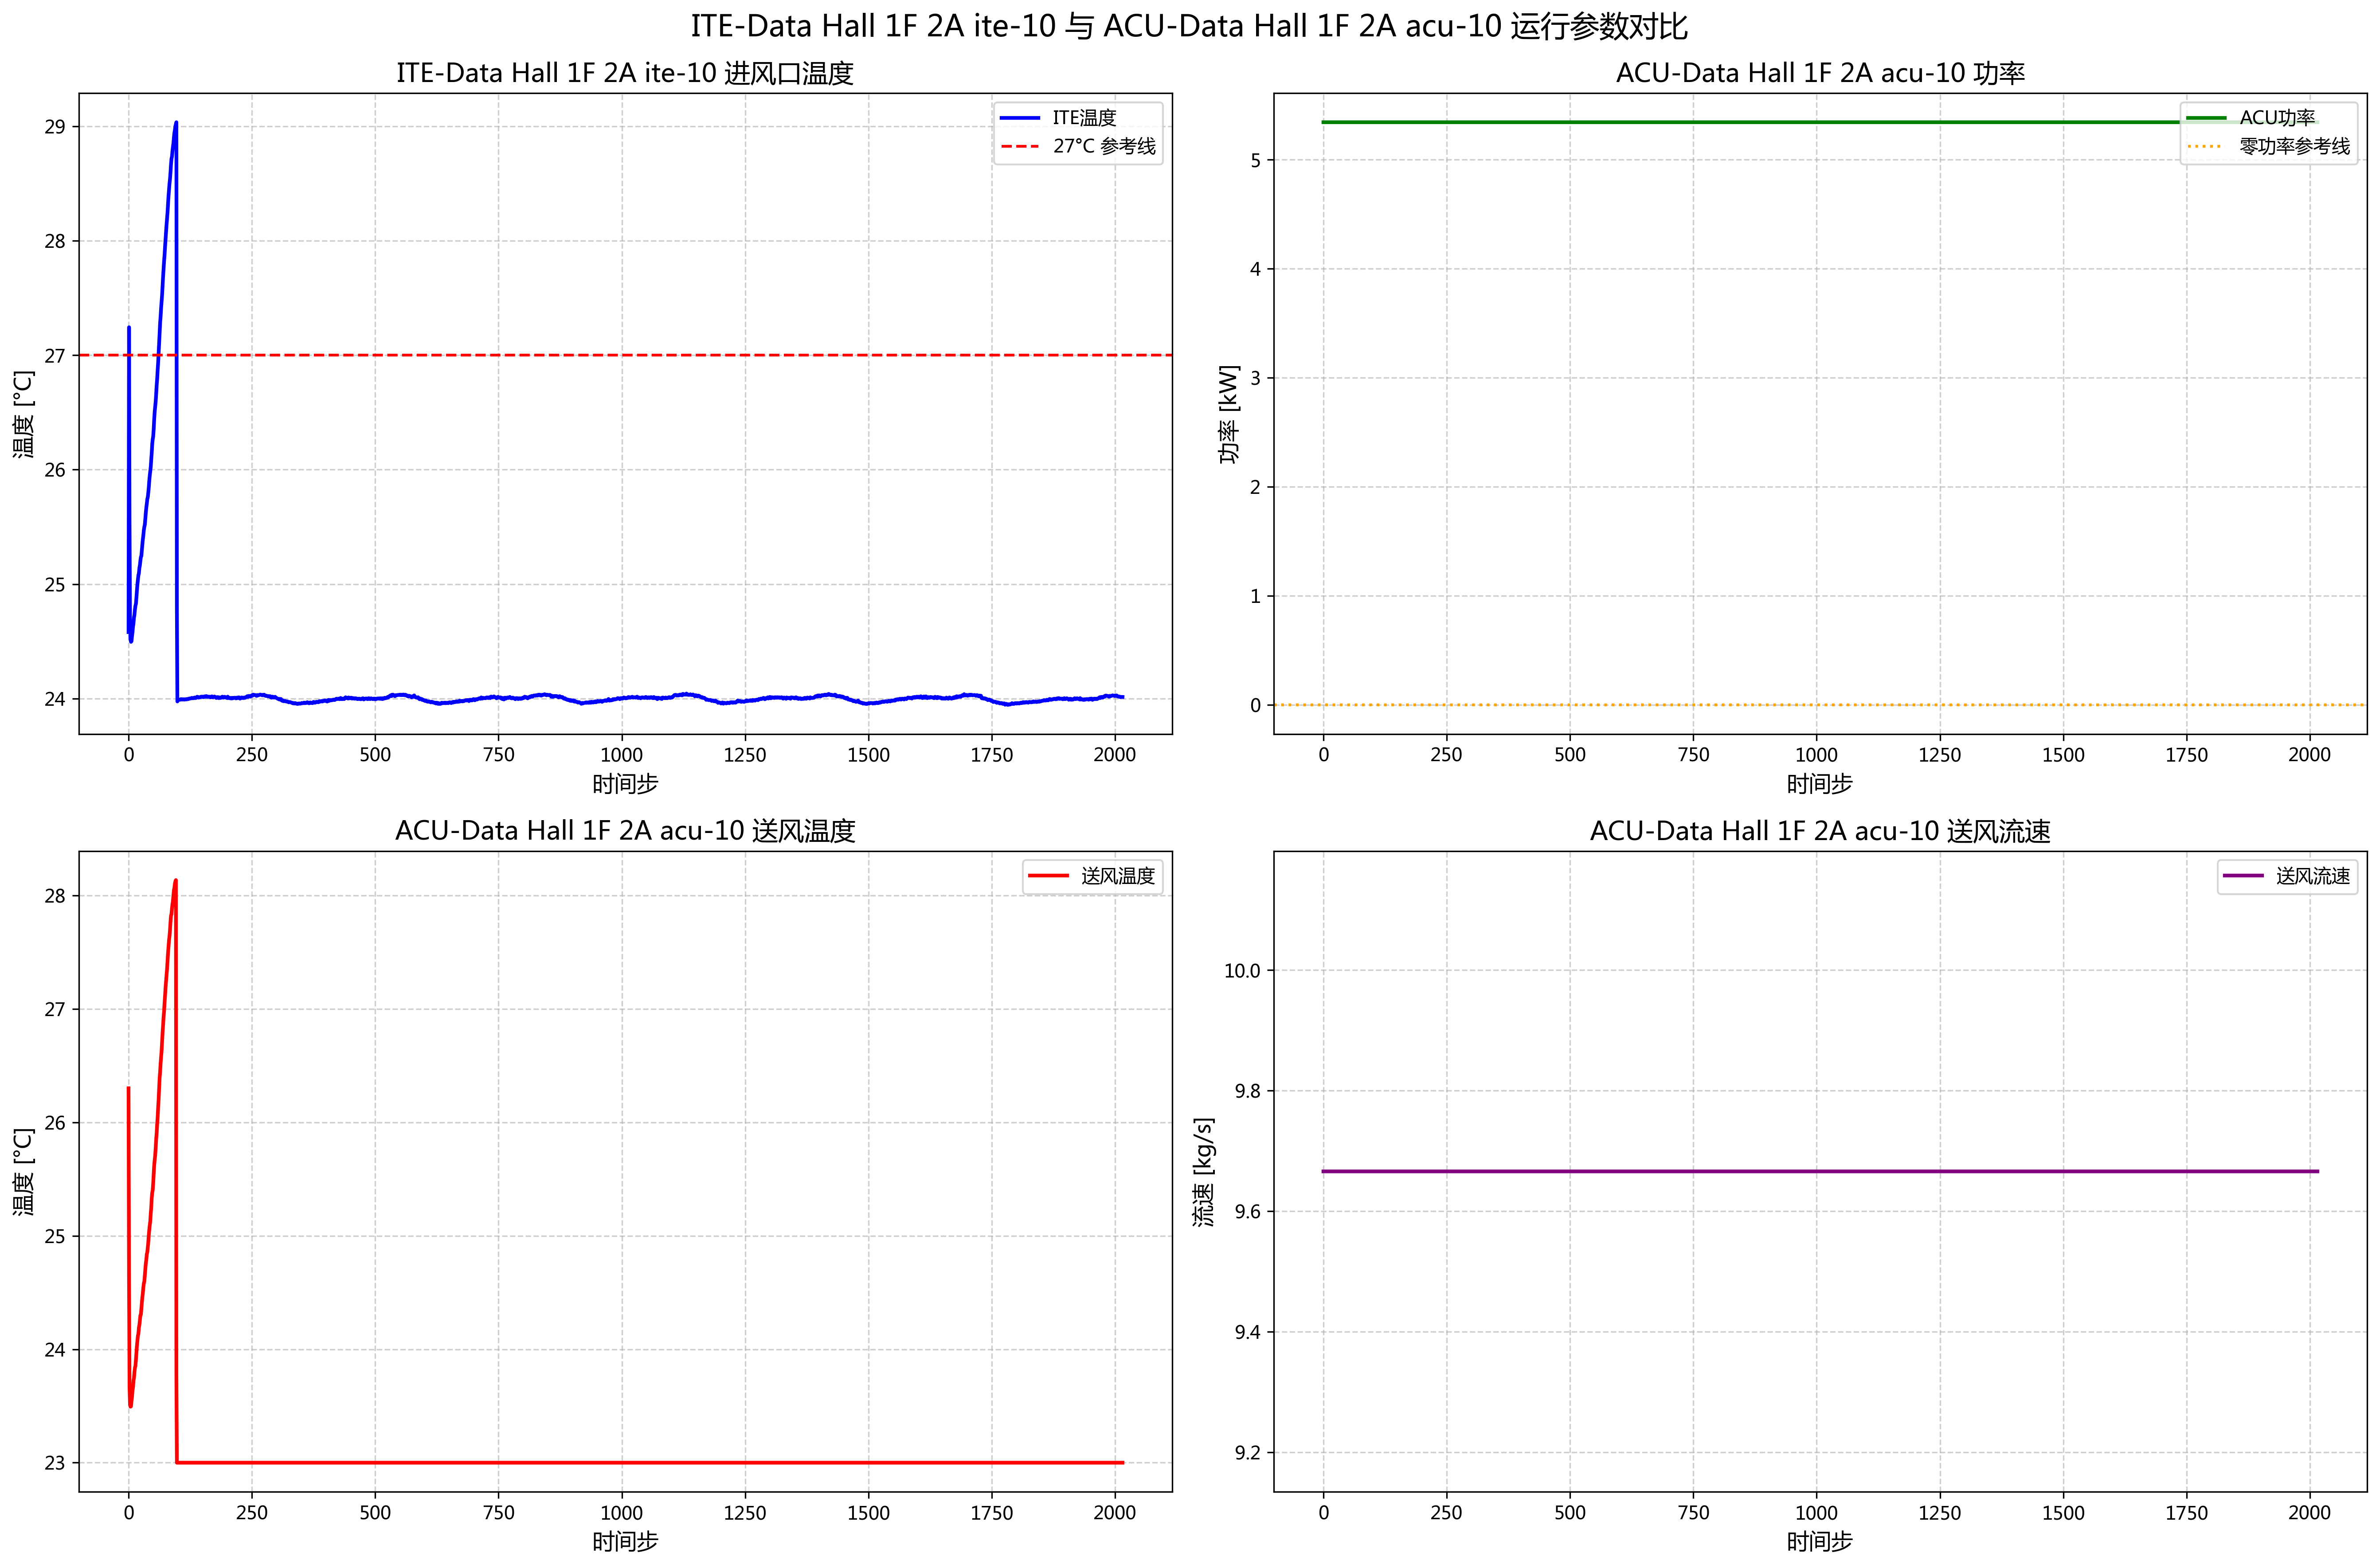 ITE-Data Hall 1F 2A ite-10 与 ACU-Data Hall 1F 2A acu-10 运行参数对比
ITE-Data Hall 1F 2A ite-10 进风口温度
ITE温度
27°C 参考线
温度 [°C]
29
28
27
26
25
24
0 250 500 750 1000 1250 1500 1750 2000
时间步
ACU-Data Hall 1F 2A acu-10 功率
ACU功率
零功率参考线
功率 [kW]
5
4
3
2
1
0
0 250 500 750 1000 1250 1500 1750 2000
时间步
ACU-Data Hall 1F 2A acu-10 送风温度
送风温度
温度 [°C]
28
27
26
25
24
23
0 250 500 750 1000 1250 1500 1750 2000
时间步
ACU-Data Hall 1F 2A acu-10 送风流速
送风流速
流速 [kg/s]
10.0
9.8
9.6
9.4
9.2
0 250 500 750 1000 1250 1500 1750 2000
时间步